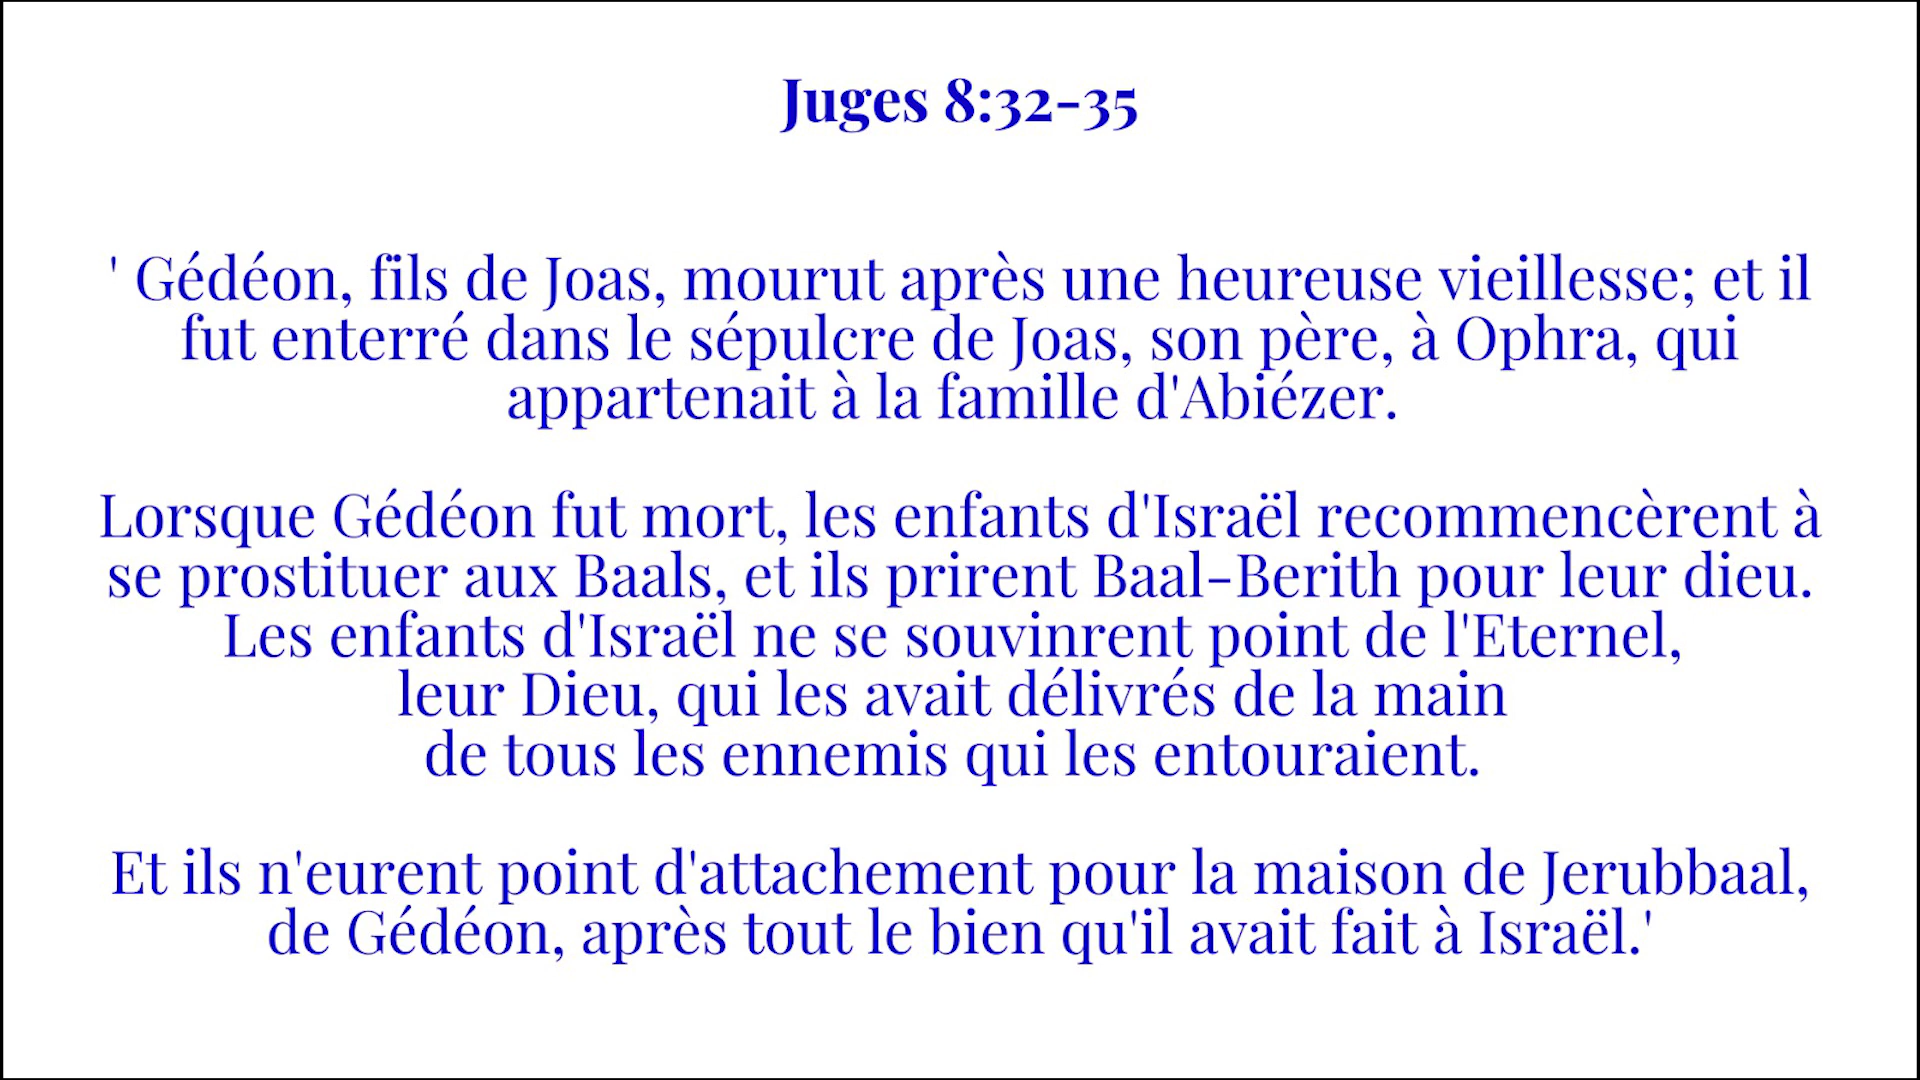 Juges 8:32-35
' Gédéon, fils de Joas, mourut après une heureuse vieillesse; et il
fut enterré dans le sépulcre de Joas, son père, à Ophra, qui
appartenait à la famille d'Abiézer.
Lorsque Gédéon fut mort, les enfants d'Israël recommencèrent à
se prostituer aux Baals, et ils prirent Baal-Berith pour leur dieu.
Les enfants d'Israël ne se souvinrent point de l'Eternel,
leur Dieu, qui les avait délivrés de la main
de tous les ennemis qui les entouraient.
Et ils n'eurent point d'attachement pour la maison de Jerubbaal,
de Gédéon, après tout le bien qu'il avait fait à Israël.'